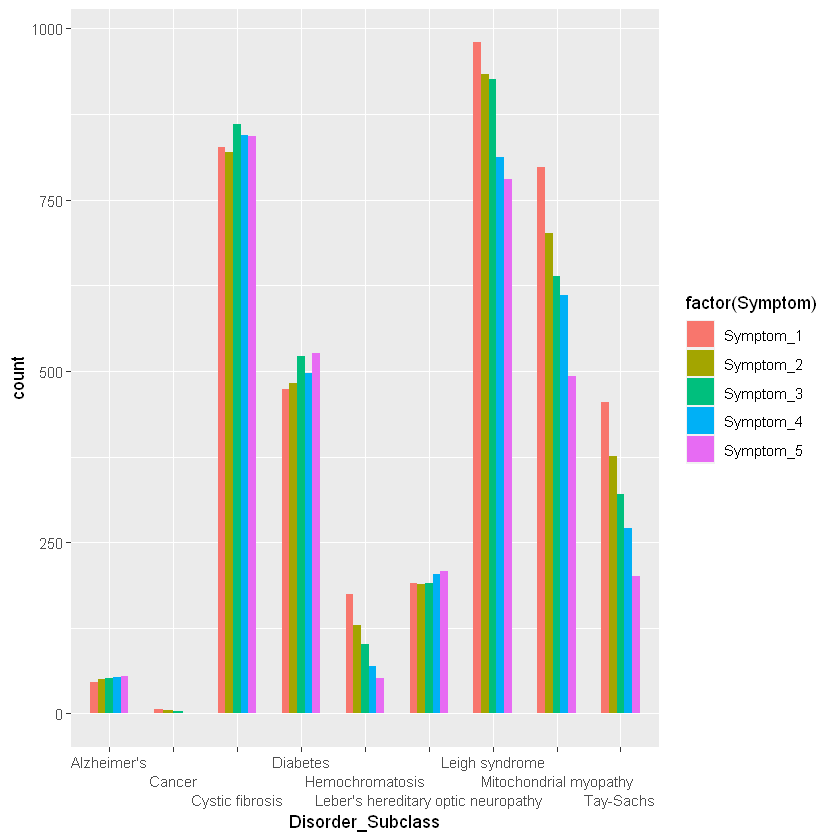 1000
750
500
250
0
count
Alzheimer's
Cancer
Cystic fibrosis
Diabetes
Hemochromatosis
Leber's hereditary optic neuropathy
Leigh syndrome
Mitochondrial myopathy
Tay-Sachs
Disorder_Subclass
factor(Symptom)
Symptom_1
Symptom_2
Symptom_3
Symptom_4
Symptom_5